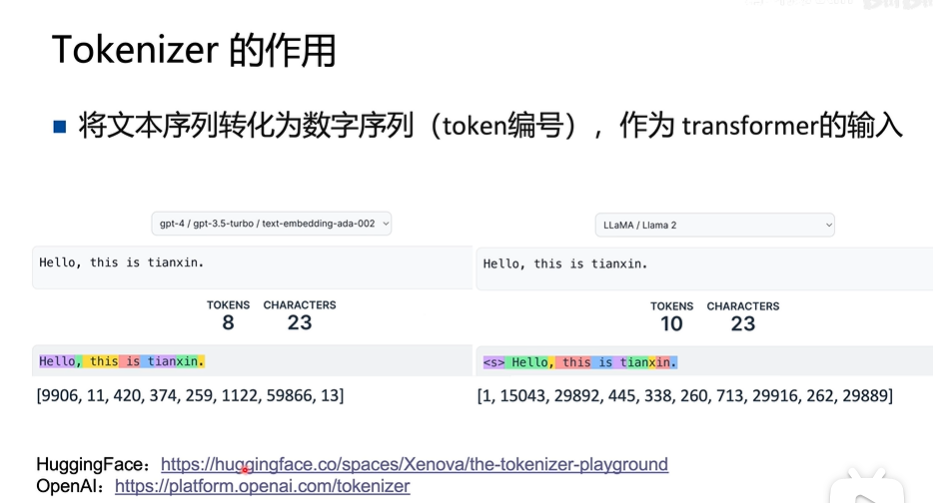 Tokenizer 的作用
将文本序列转化为数字序列（token编号），作为 transformer的输入
gpt-4 / gpt-3.5-turbo / text-embedding-ada-002
LLaMA / Llama 2
Hello, this is tianxin.
Hello, this is tianxin.
TOKENS CHARACTERS
8 23
TOKENS CHARACTERS
10 23
Hello, this is tianxin.
<s> Hello, this is tianxin.
[9906, 11, 420, 374, 259, 1122, 59866, 13]
[1, 15043, 29892, 445, 338, 260, 713, 29916, 262, 29889]
HuggingFace：https://huggingface.co/spaces/Xenova/the-tokenizer-playground
OpenAI：https://platform.openai.com/tokenizer